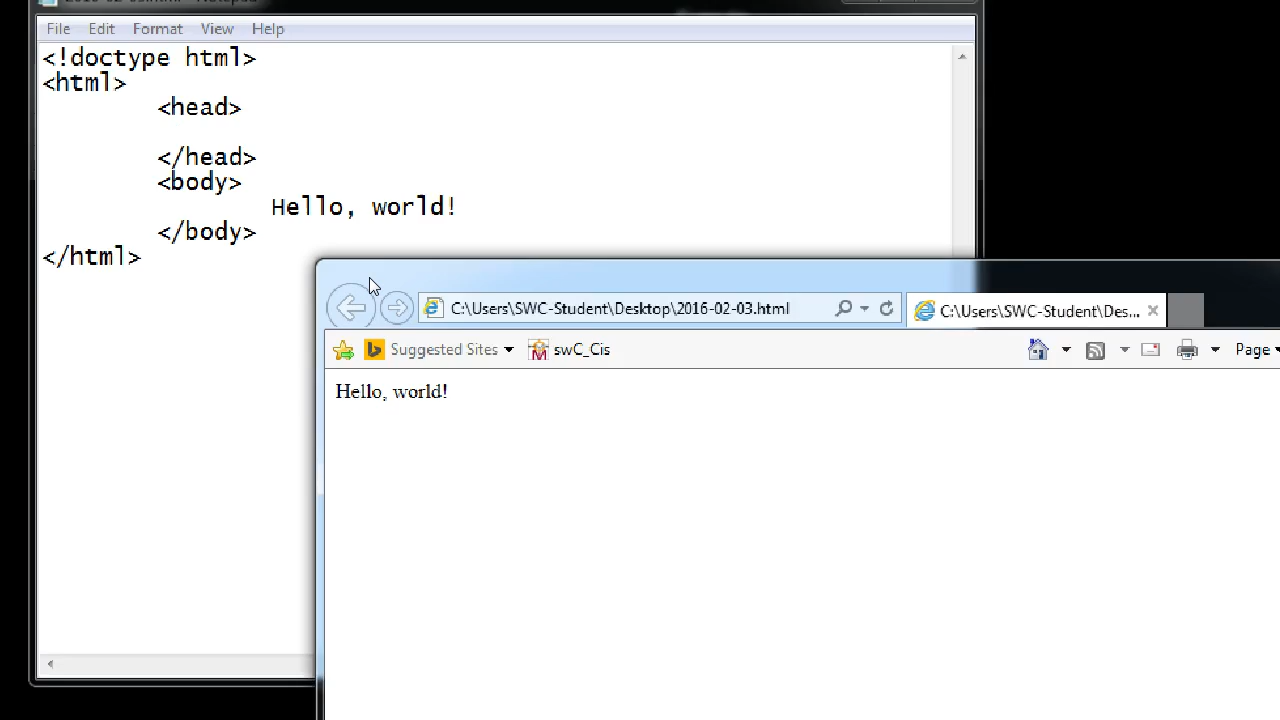 File Edit Format View Help
<!doctype html>
<html>
<head>
</head>
<body>
Hello, world!
</body>
</html>
C:\Users\SWC-Student\Desktop\2016-02-03.html
C:\Users\SWC-Student\Des...
Suggested Sites
swC_Cis
Page
Hello, world!